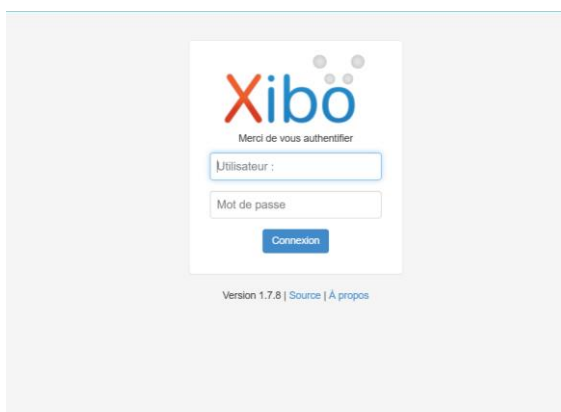 Xibo
Merci de vous authentifier
Utilisateur :
Mot de passe
Connexion
Version 1.7.8 | Source | À propos